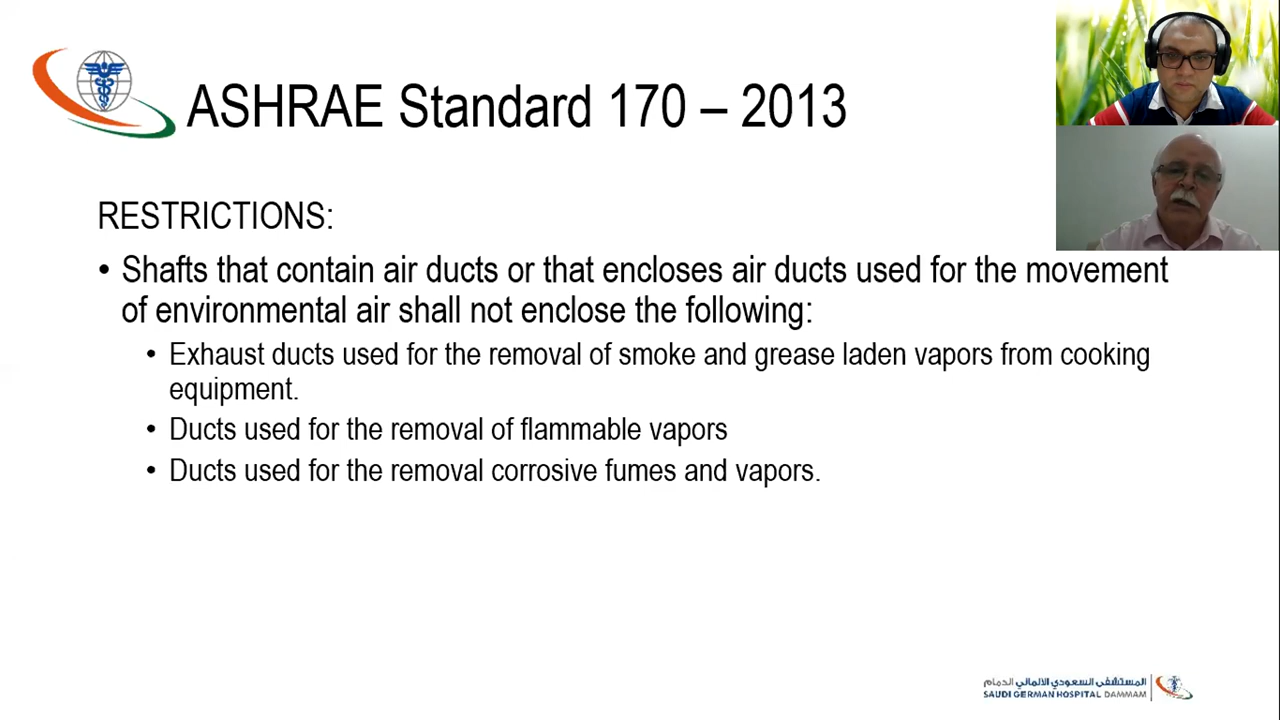 ASHRAE Standard 170 – 2013
RESTRICTIONS:
• Shafts that contain air ducts or that encloses air ducts used for the movement
of environmental air shall not enclose the following:
• Exhaust ducts used for the removal of smoke and grease laden vapors from cooking
equipment.
• Ducts used for the removal of flammable vapors
• Ducts used for the removal corrosive fumes and vapors.
المستشفى السعودي الألماني الدمام
SAUDI GERMAN HOSPITAL DAMMAM